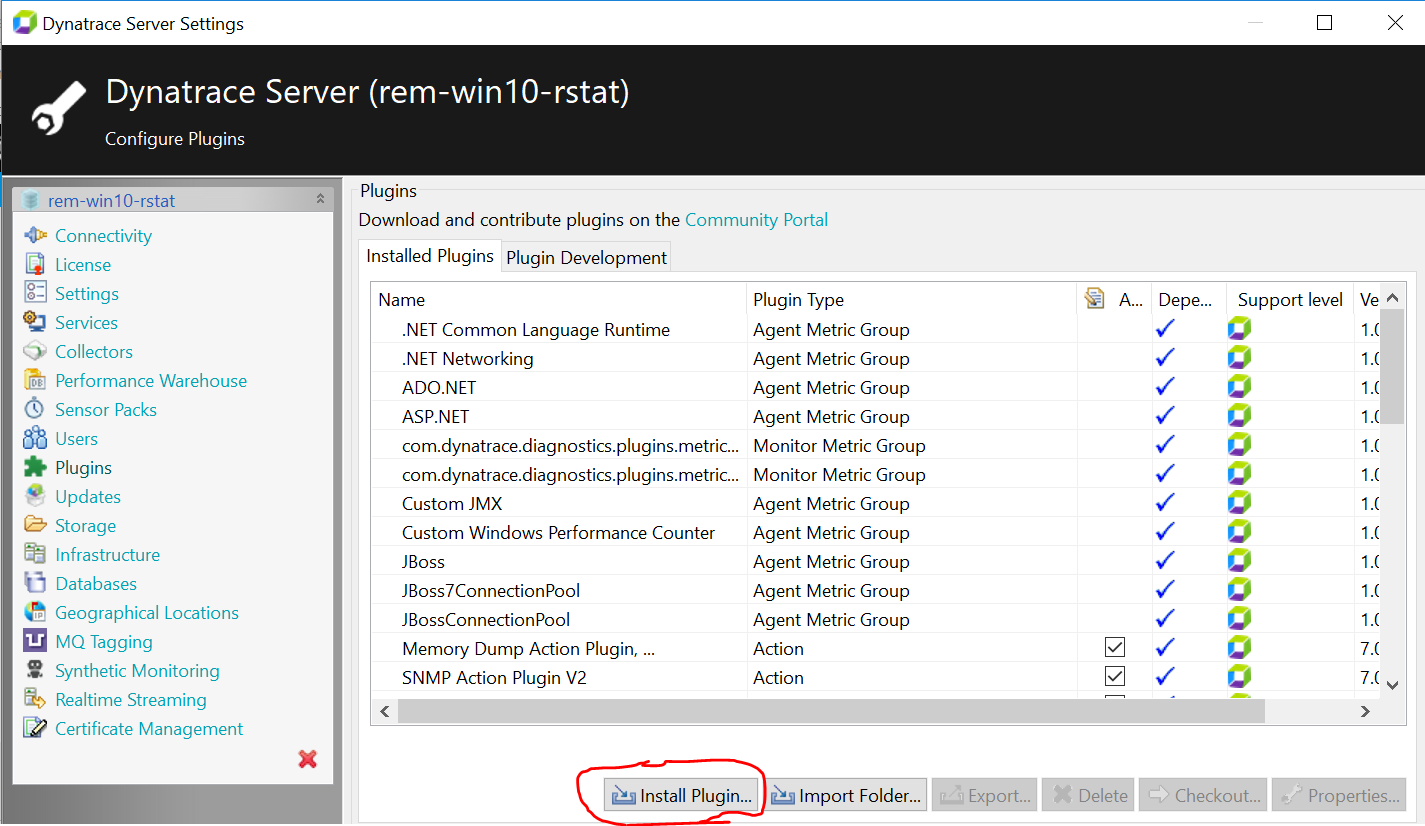 Dynatrace Server Settings
Dynatrace Server (rem-win10-rstat)
Configure Plugins
rem-win10-rstat
Connectivity
License
Settings
Services
Collectors
Performance Warehouse
Sensor Packs
Users
Plugins
Updates
Storage
Infrastructure
Databases
Geographical Locations
MQ Tagging
Synthetic Monitoring
Realtime Streaming
Certificate Management
Plugins
Download and contribute plugins on the Community Portal
Installed Plugins Plugin Development
Name Plugin Type A... Depe... Support level Ve
.NET Common Language Runtime Agent Metric Group 1.0
.NET Networking Agent Metric Group 1.0
ADO.NET Agent Metric Group 1.0
ASP.NET Agent Metric Group 1.0
com.dynatrace.diagnostics.plugins.metric... Monitor Metric Group 1.0
com.dynatrace.diagnostics.plugins.metric... Monitor Metric Group 1.0
Custom JMX Agent Metric Group 1.0
Custom Windows Performance Counter Agent Metric Group 1.0
JBoss Agent Metric Group 1.0
JBoss7ConnectionPool Agent Metric Group 1.0
JBossConnectionPool Agent Metric Group 1.0
Memory Dump Action Plugin, ... Action 7.0
SNMP Action Plugin V2 Action 7.0
Install Plugin... Import Folder... Export... Delete Checkout... Properties...